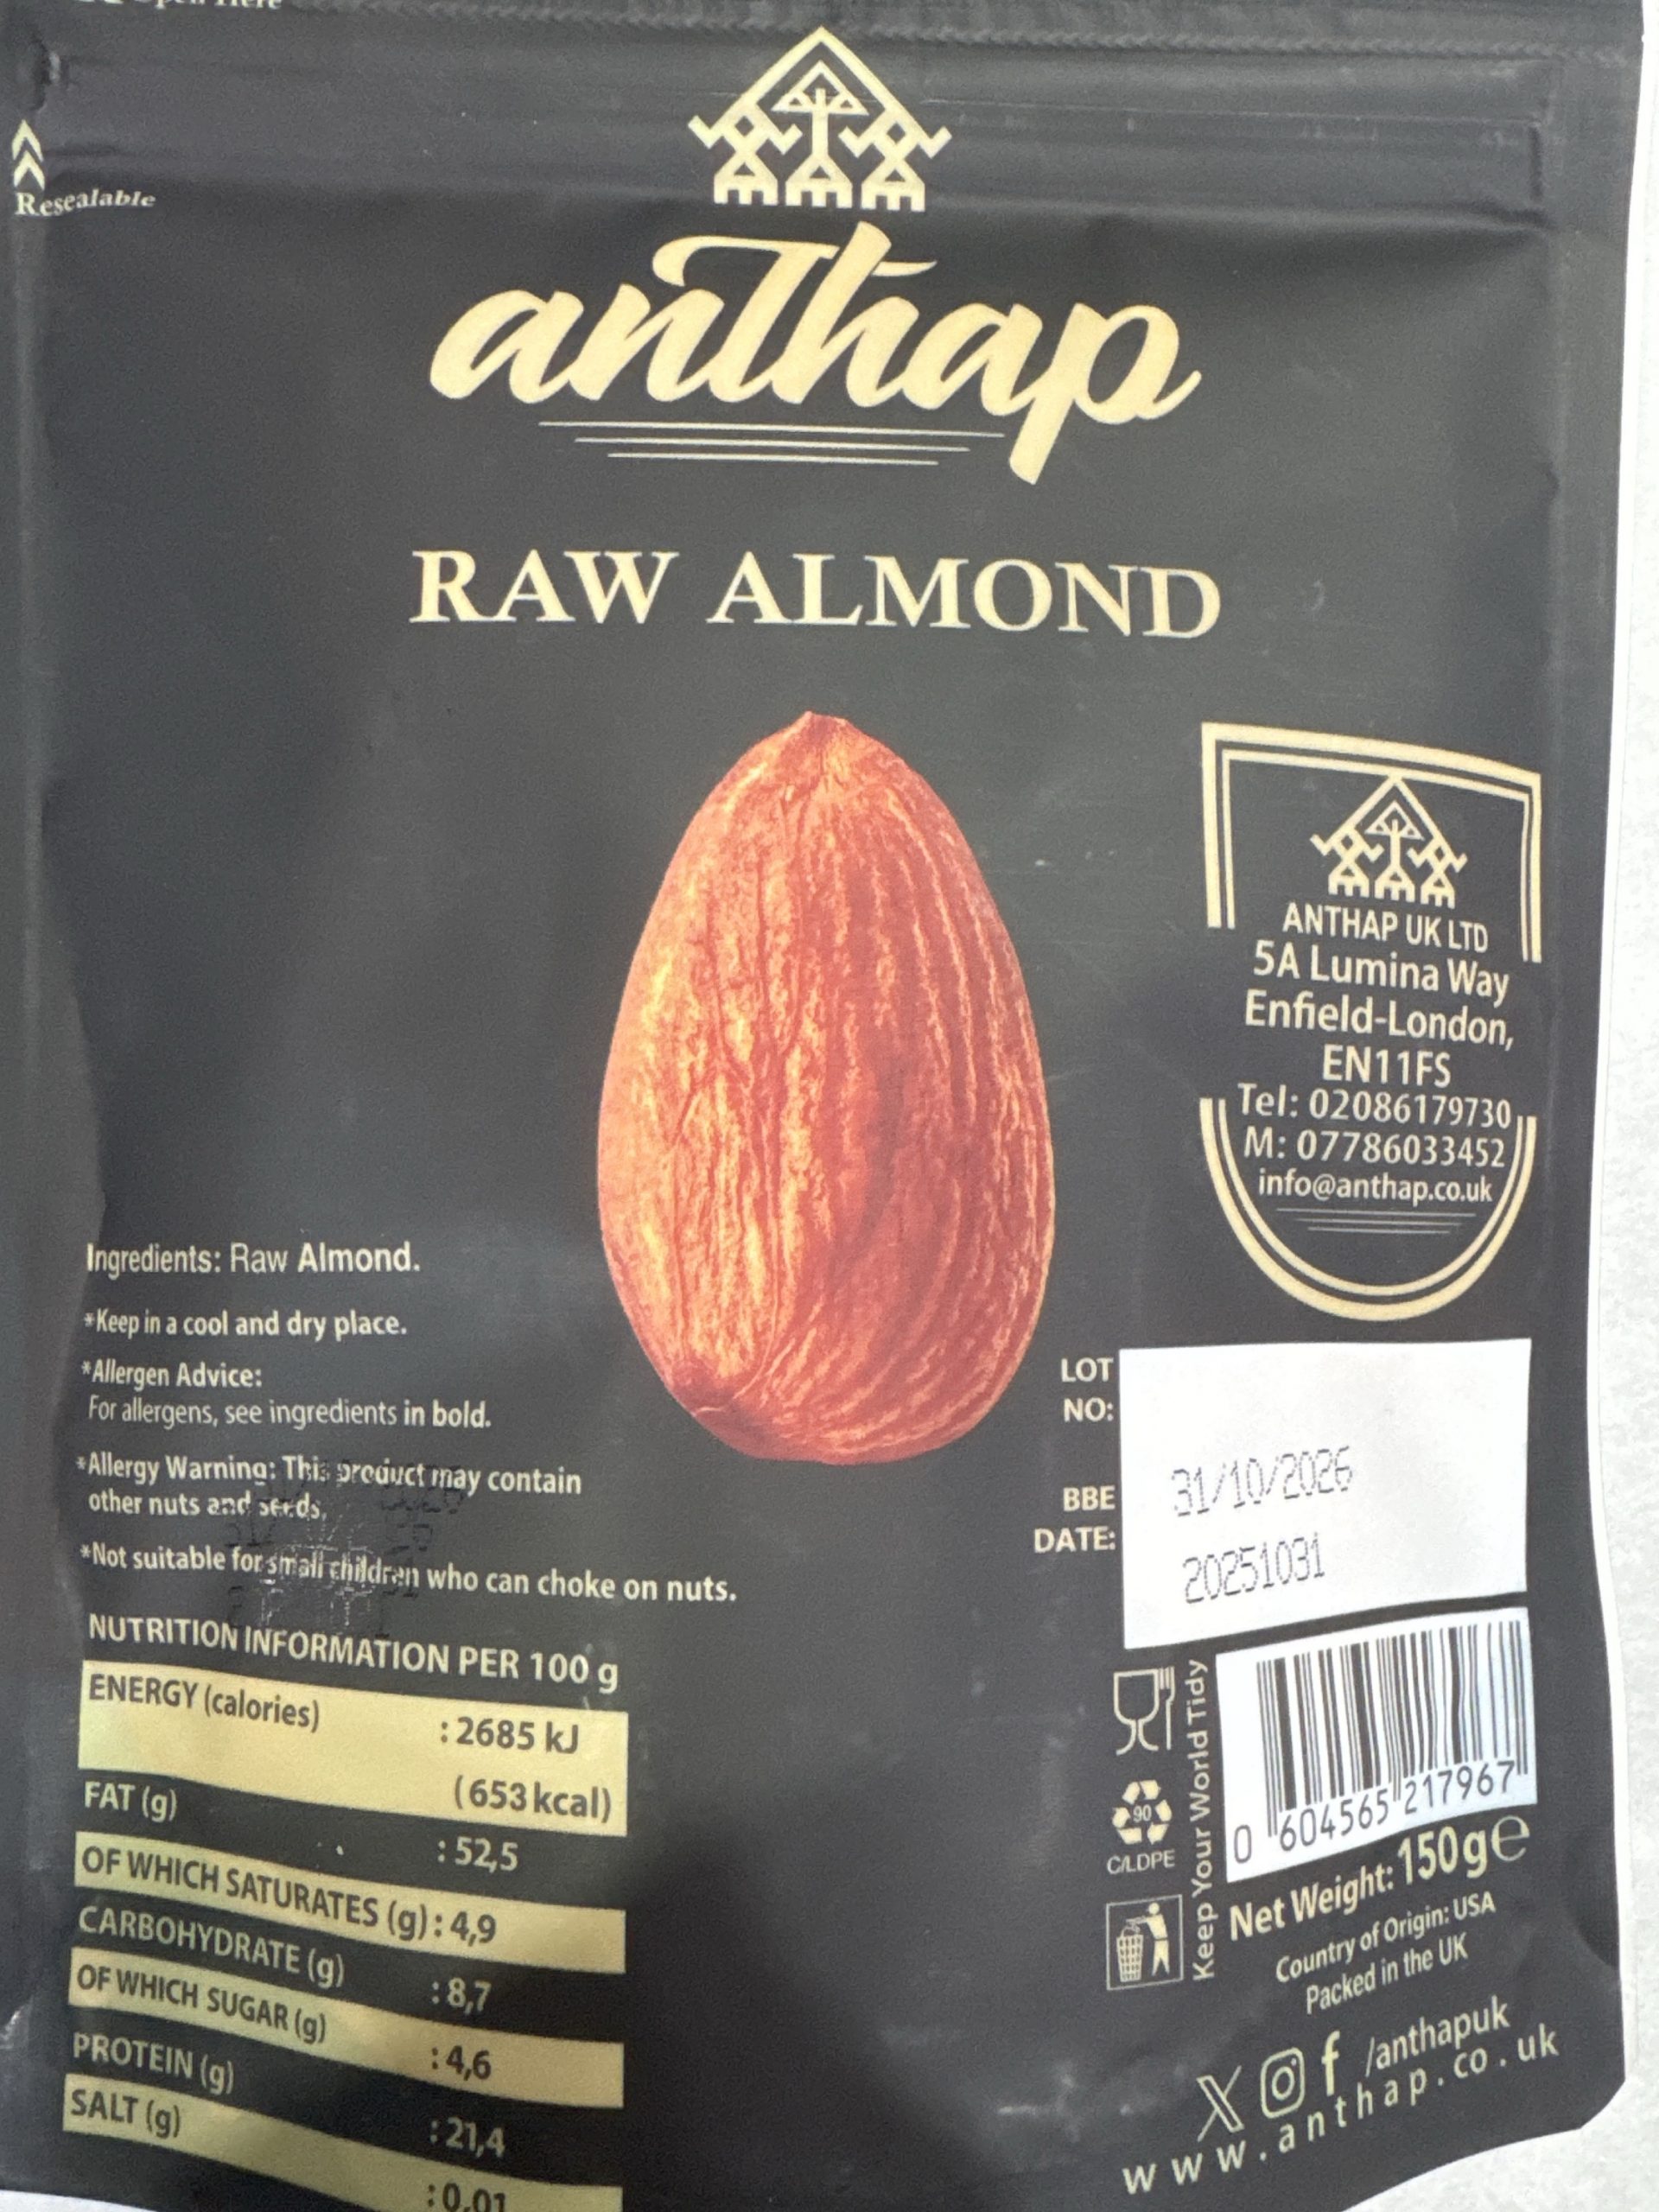 Open Here
Resealable
anthap
RAW ALMOND
ANTHAP UK LTD
5A Lumina Way
Enfield-London,
EN11FS
Tel: 02086179730
M: 07786033452
info@anthap.co.uk
Ingredients: Raw Almond.
*Keep in a cool and dry place.
*Allergen Advice:
For allergens, see ingredients in bold.
*Allergy Warning: This product may contain
other nuts and seeds,
*Not suitable for small children who can choke on nuts.
NUTRITION INFORMATION PER 100 g
ENERGY (calories) : 2685 kJ
(653 kcal)
FAT (g) : 52,5
OF WHICH SATURATES (g) : 4,9
CARBOHYDRATE (g) : 8,7
OF WHICH SUGAR (g) : 4,6
PROTEIN (g) : 21,4
SALT (g) : 0,01
LOT
NO:
BBE
DATE:
31/10/2026
20251031
90
C/LDPE
Keep Your World Tidy
0 604565 217967
Net Weight: 150g℮
Country of Origin: USA
Packed in the UK
/anthapuk
www.anthap.co.uk